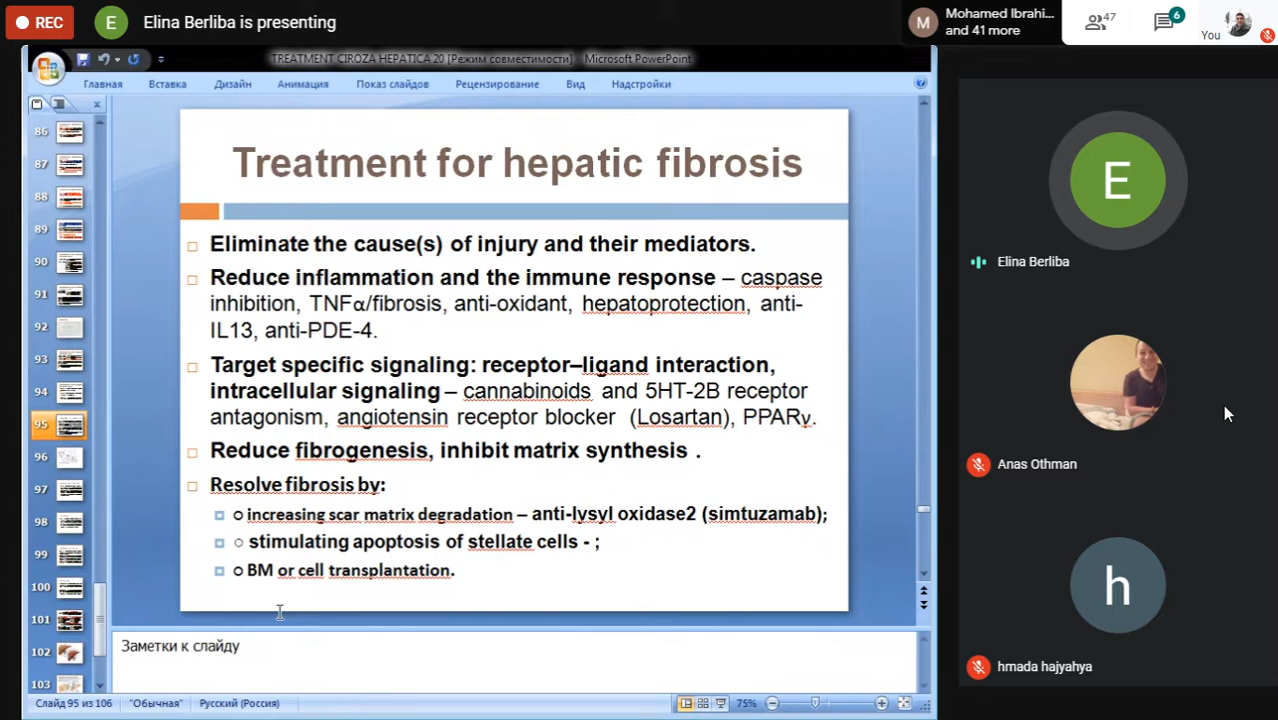 REC
E
Elina Berliba is presenting
M
Mohamed Ibrahi...
and 41 more
47
6
You
TREATMENT CIROZA HEPATICA 20 [Режим совместимости] - Microsoft PowerPoint
Главная Вставка Дизайн Анимация Показ слайдов Рецензирование Вид Надстройки
86
87
88
89
90
91
92
93
94
95
96
97
98
99
100
101
102
103
Treatment for hepatic fibrosis
Eliminate the cause(s) of injury and their mediators.
Reduce inflammation and the immune response – caspase
inhibition, TNFα/fibrosis, anti-oxidant, hepatoprotection, anti-
IL13, anti-PDE-4.
Target specific signaling: receptor–ligand interaction,
intracellular signaling – cannabinoids and 5HT-2B receptor
antagonism, angiotensin receptor blocker (Losartan), PPARγ.
Reduce fibrogenesis, inhibit matrix synthesis .
Resolve fibrosis by:
increasing scar matrix degradation – anti-lysyl oxidase2 (simtuzamab);
stimulating apoptosis of stellate cells - ;
BM or cell transplantation.
Заметки к слайду
Слайд 95 из 106 "Обычная" Русский (Россия) 75%
E
Elina Berliba
Anas Othman
h
hmada hajyahya